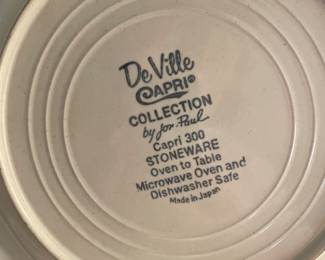 De Ville
CAPRI®
COLLECTION
by Jon Paul
Capri 300
STONEWARE
Oven to Table
Microwave Oven and
Dishwasher Safe
Made in Japan